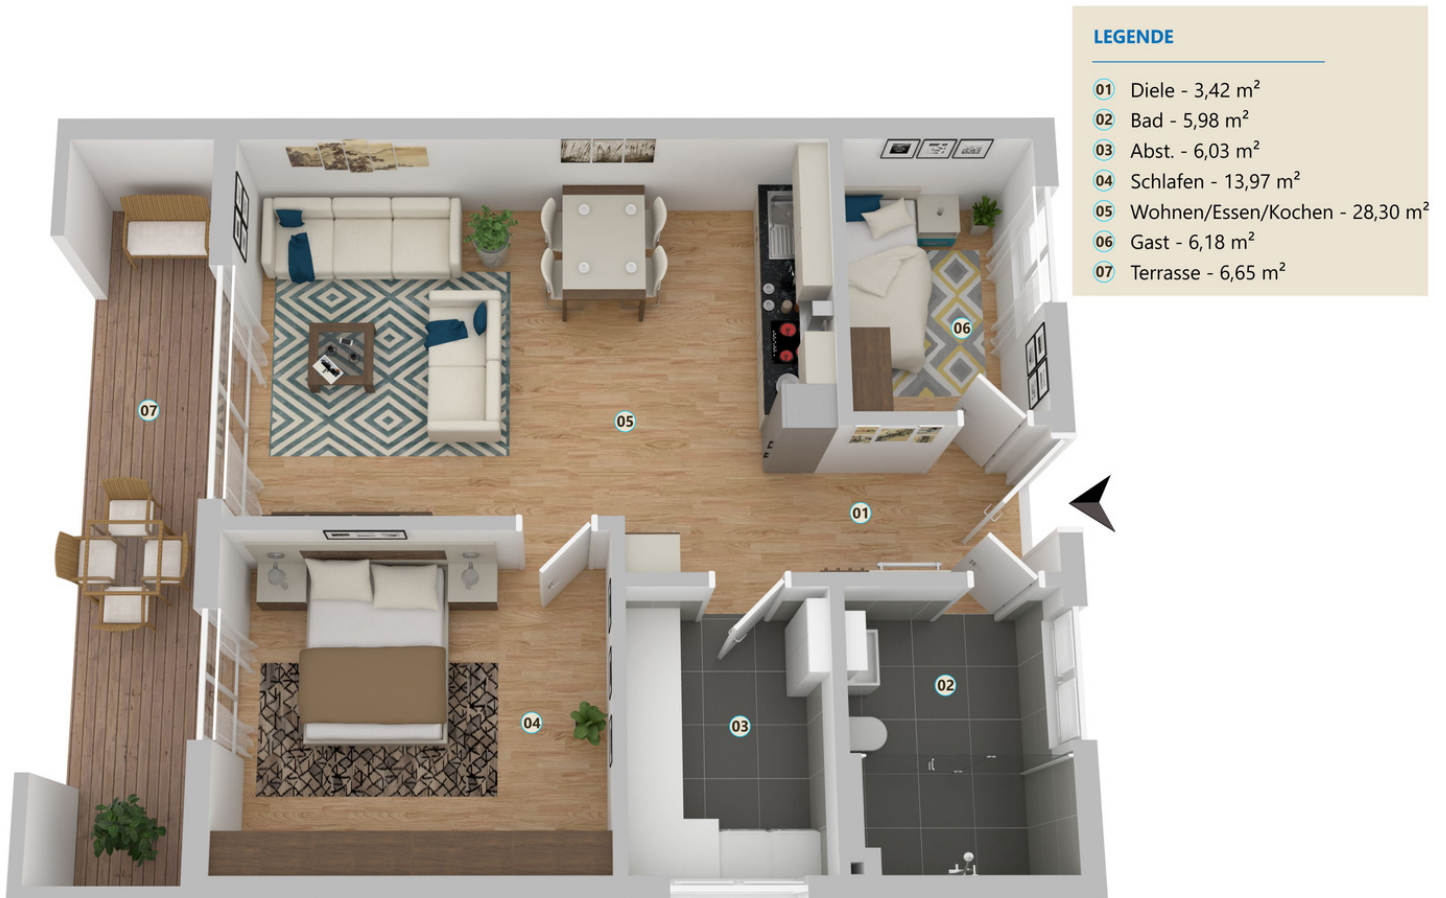 LEGENDE
01 Diele - 3,42 m²
02 Bad - 5,98 m²
03 Abst. - 6,03 m²
04 Schlafen - 13,97 m²
05 Wohnen/Essen/Kochen - 28,30 m²
06 Gast - 6,18 m²
07 Terrasse - 6,65 m²
06
07
05
01
02
04
03